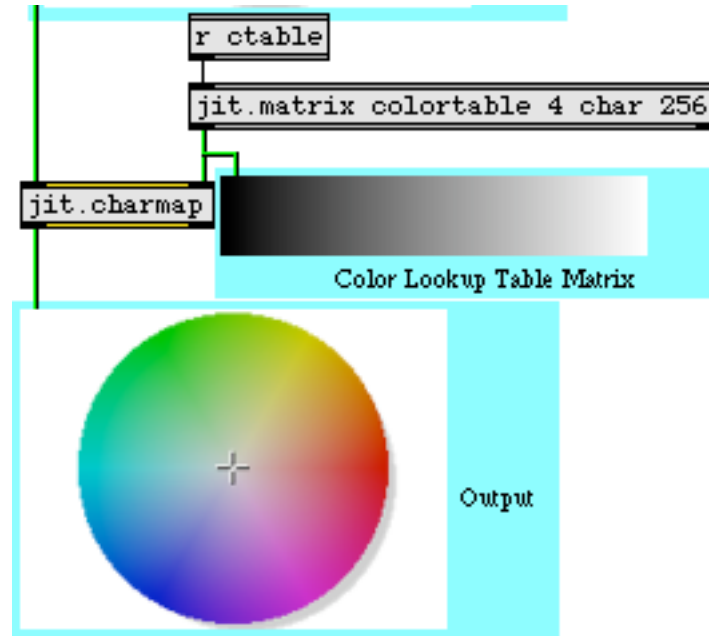 r ctable
jit.matrix colortable 4 char 256
jit.charmap
Color Lookup Table Matrix
Output